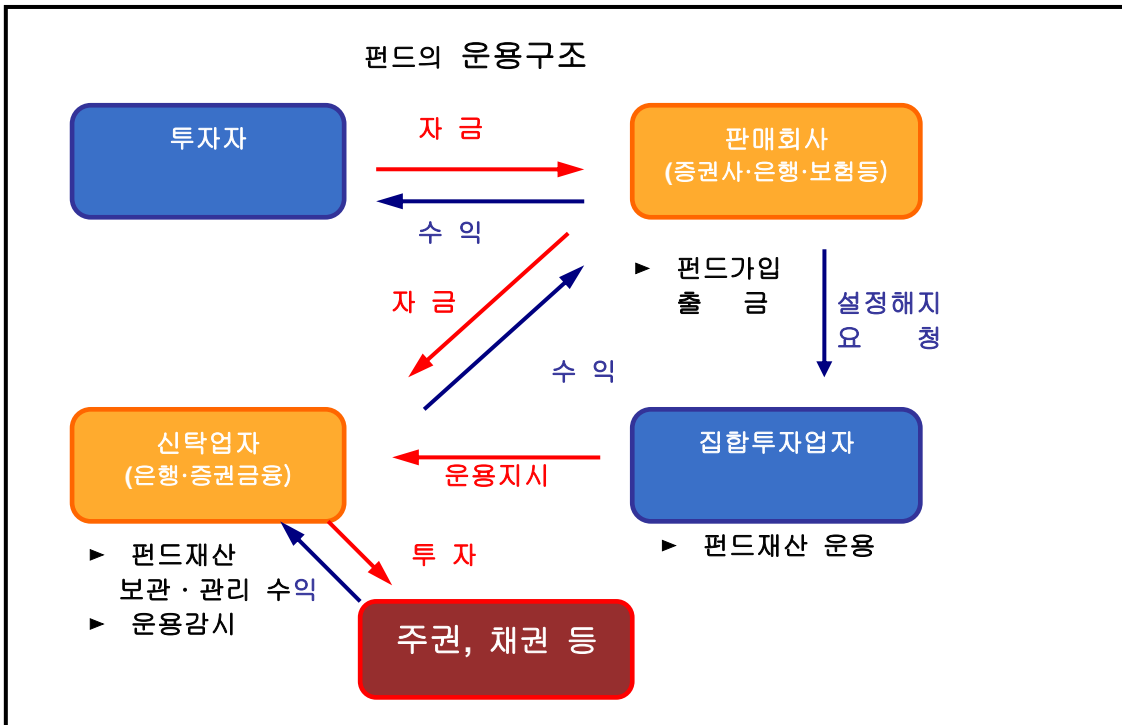 펀드의 운용구조
투자자
자 금
판매회사
(증권사·은행·보험등)
수 익
► 펀드가입
출 금
자 금
설정해지
요 청
수 익
신탁업자
(은행·증권금융)
집합투자업자
운용지시
► 펀드재산
보관 · 관리 수익
► 운용감시
투 자
► 펀드재산 운용
주권, 채권 등